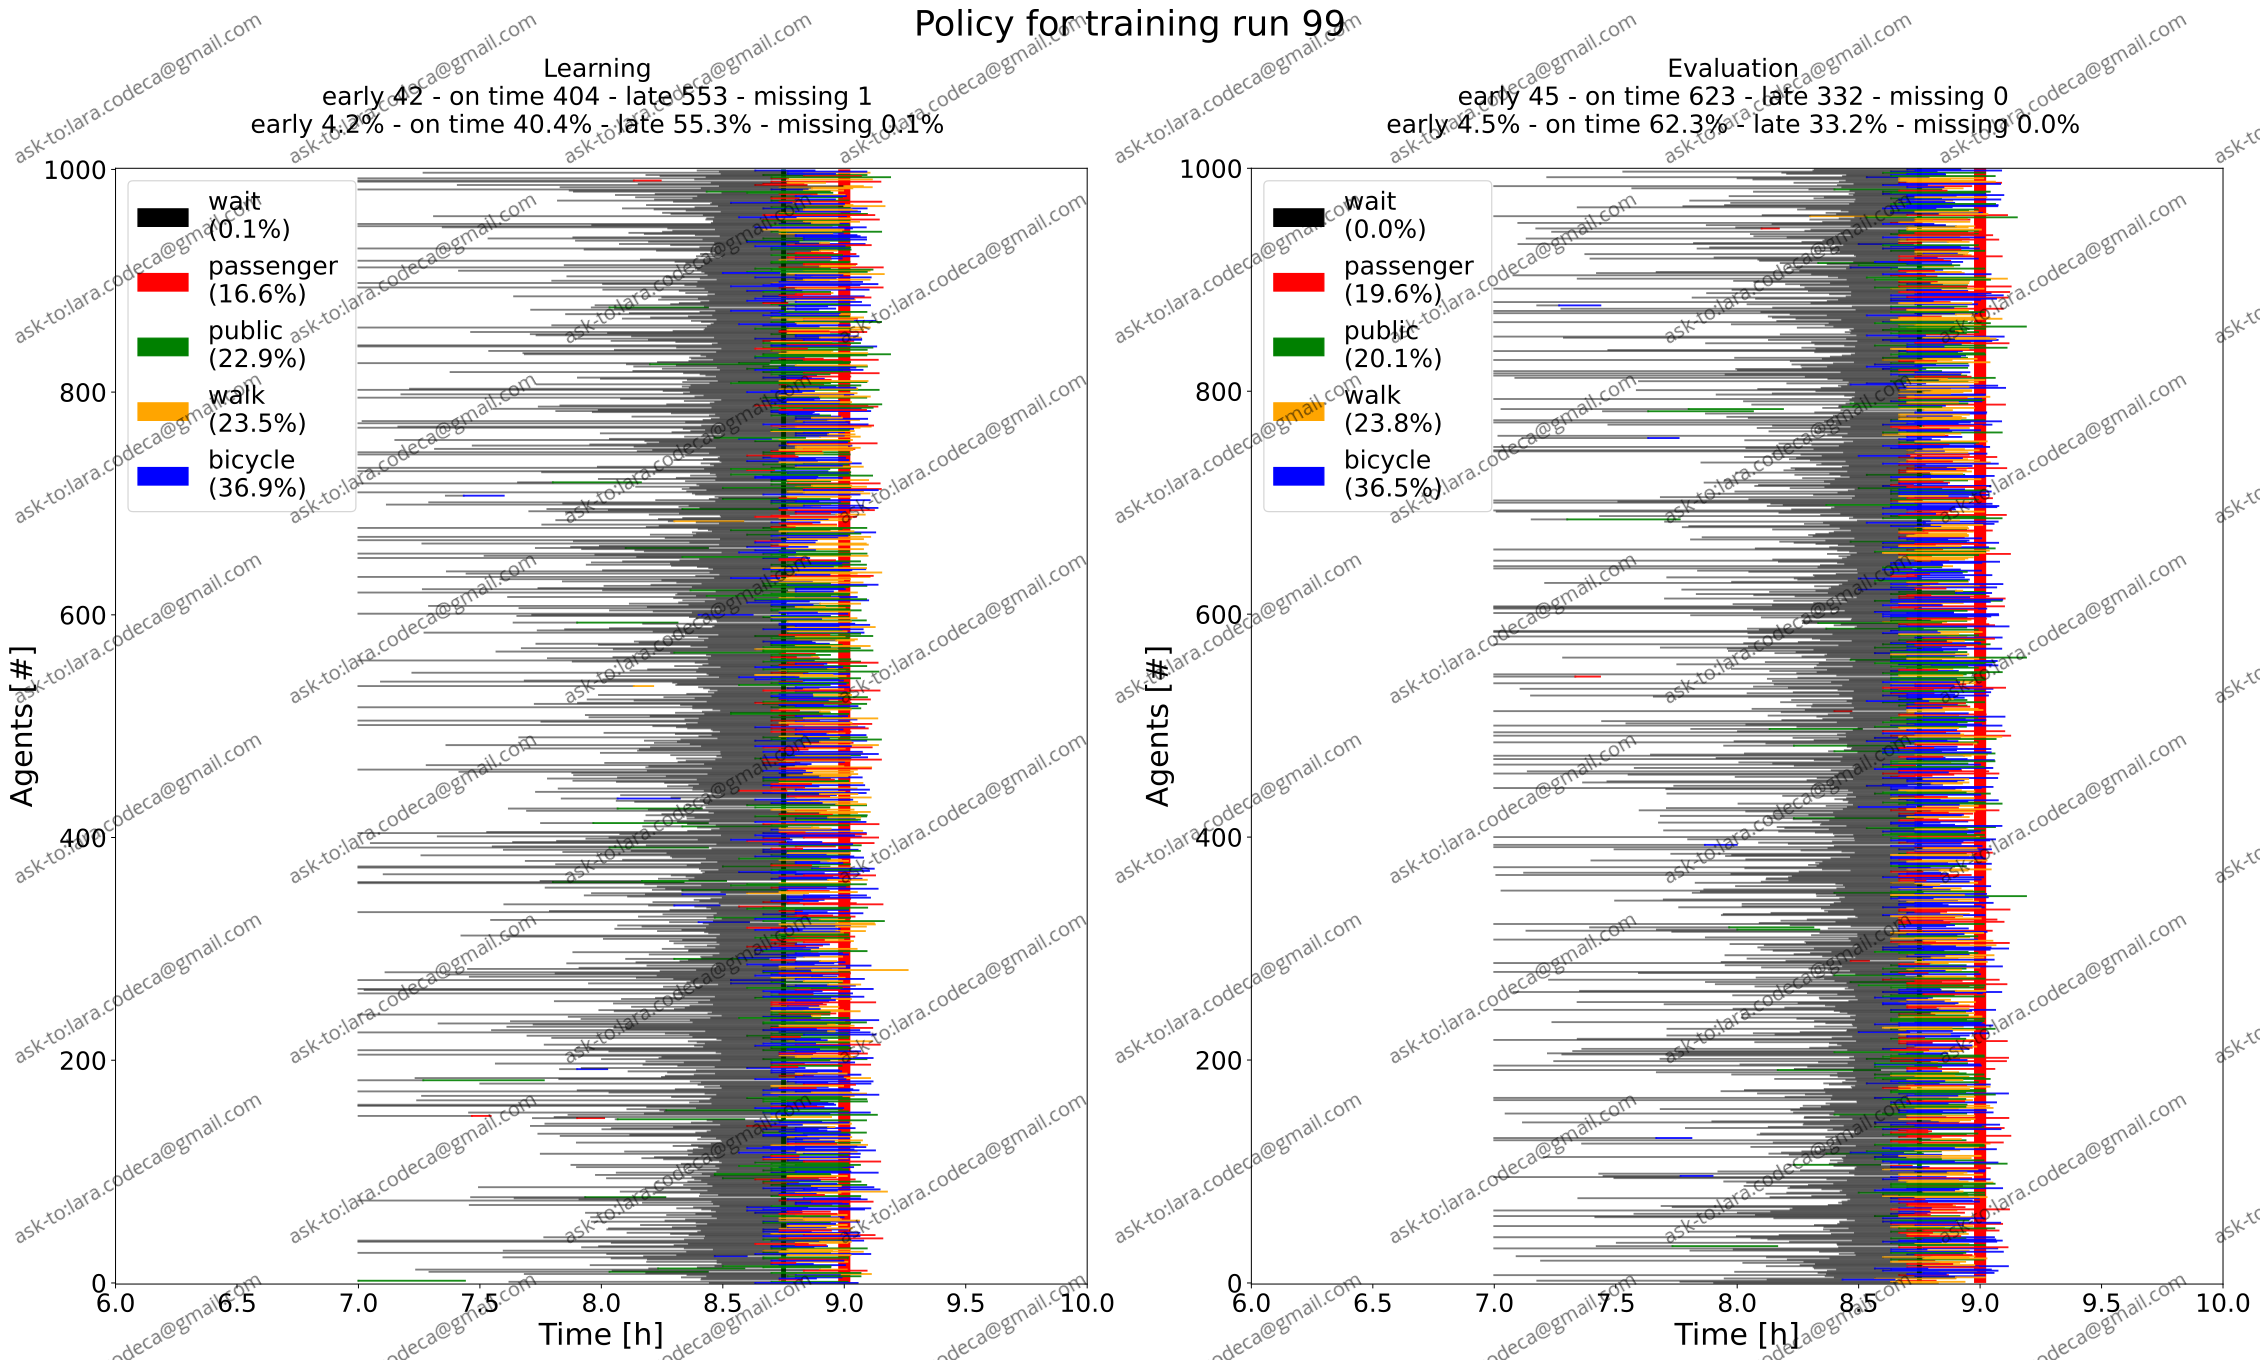 Policy for training run 99
Learning
early 42 - on time 404 - late 553 - missing 1
early 4.2% - on time 40.4% - late 55.3% - missing 0.1%
1000
800
600
400
200
0
Agents [#]
wait
(0.1%)
passenger
(16.6%)
public
(22.9%)
walk
(23.5%)
bicycle
(36.9%)
6.0 6.5 7.0 7.5 8.0 8.5 9.0 9.5 10.0
Time [h]
Evaluation
early 45 - on time 623 - late 332 - missing 0
early 4.5% - on time 62.3% - late 33.2% - missing 0.0%
1000
800
600
400
200
0
Agents [#]
wait
(0.0%)
passenger
(19.6%)
public
(20.1%)
walk
(23.8%)
bicycle
(36.5%)
6.0 6.5 7.0 7.5 8.0 8.5 9.0 9.5 10.0
Time [h]
ask-to:lara.codeca@gmail.com